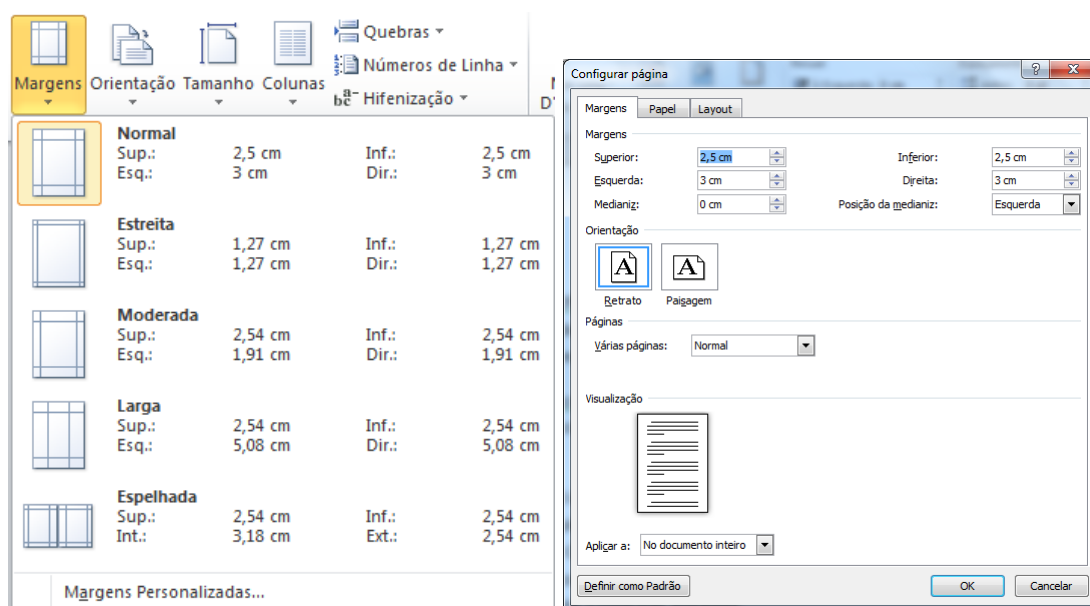 Margens Orientação Tamanho Colunas
Quebras
Números de Linha
Hifenização
Normal
Sup.: 2,5 cm Inf.: 2,5 cm
Esq.: 3 cm Dir.: 3 cm
Estreita
Sup.: 1,27 cm Inf.: 1,27 cm
Esq.: 1,27 cm Dir.: 1,27 cm
Moderada
Sup.: 2,54 cm Inf.: 2,54 cm
Esq.: 1,91 cm Dir.: 1,91 cm
Larga
Sup.: 2,54 cm Inf.: 2,54 cm
Esq.: 5,08 cm Dir.: 5,08 cm
Espelhada
Sup.: 2,54 cm Inf.: 2,54 cm
Int.: 3,18 cm Ext.: 2,54 cm
Margens Personalizadas...
Configurar página
Margens Papel Layout
Margens
Superior: 2,5 cm Inferior: 2,5 cm
Esquerda: 3 cm Direita: 3 cm
Medianiz: 0 cm Posição da medianiz: Esquerda
Orientação
Retrato Paisagem
Páginas
Várias páginas: Normal
Visualização
Aplicar a: No documento inteiro
Definir como Padrão OK Cancelar